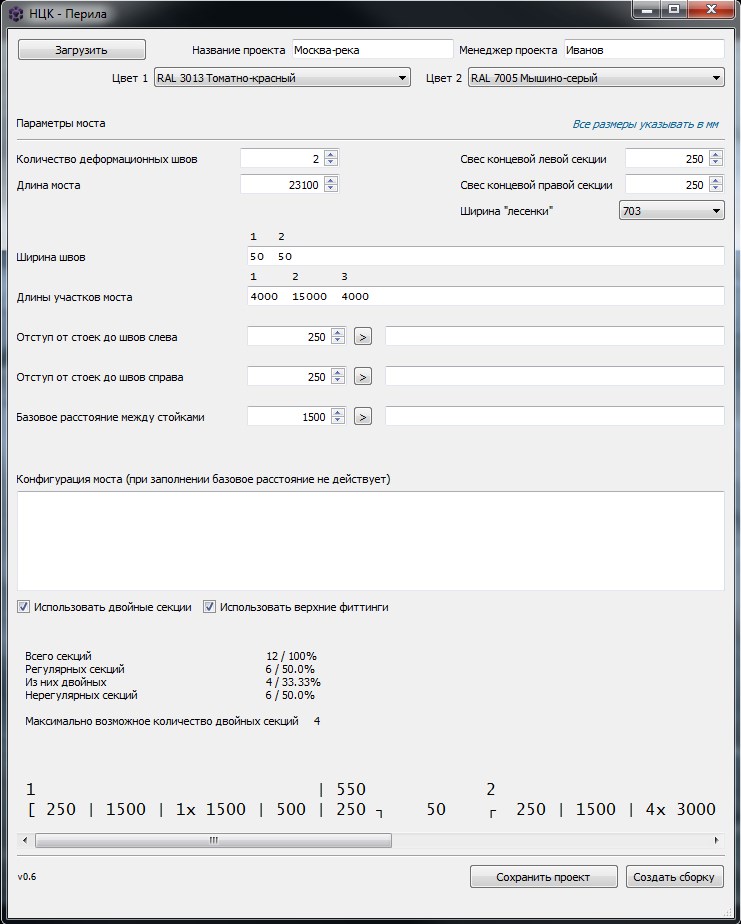 НЦК - Перила
Загрузить Название проекта Москва-река Менеджер проекта Иванов
Цвет 1 RAL 3013 Томатно-красный Цвет 2 RAL 7005 Мышино-серый
Параметры моста Все размеры указывать в мм
Количество деформационных швов 2 Свес концевой левой секции 250
Длина моста 23100 Свес концевой правой секции 250
Ширина "лесенки" 703
1 2
Ширина швов 50 50
1 2 3
Длины участков моста 4000 15000 4000
Отступ от стоек до швов слева 250 >
Отступ от стоек до швов справа 250 >
Базовое расстояние между стойками 1500 >
Конфигурация моста (при заполнении базовое расстояние не действует)
Использовать двойные секции Использовать верхние фиттинги
Всего секций 12 / 100%
Регулярных секций 6 / 50.0%
Из них двойных 4 / 33.33%
Нерегулярных секций 6 / 50.0%
Максимально возможное количество двойных секций 4
1 | 550 2
[ 250 | 1500 | 1x 1500 | 500 | 250 ┐ 50 ┌ 250 | 1500 | 4x 3000
v0.6 Сохранить проект Создать сборку